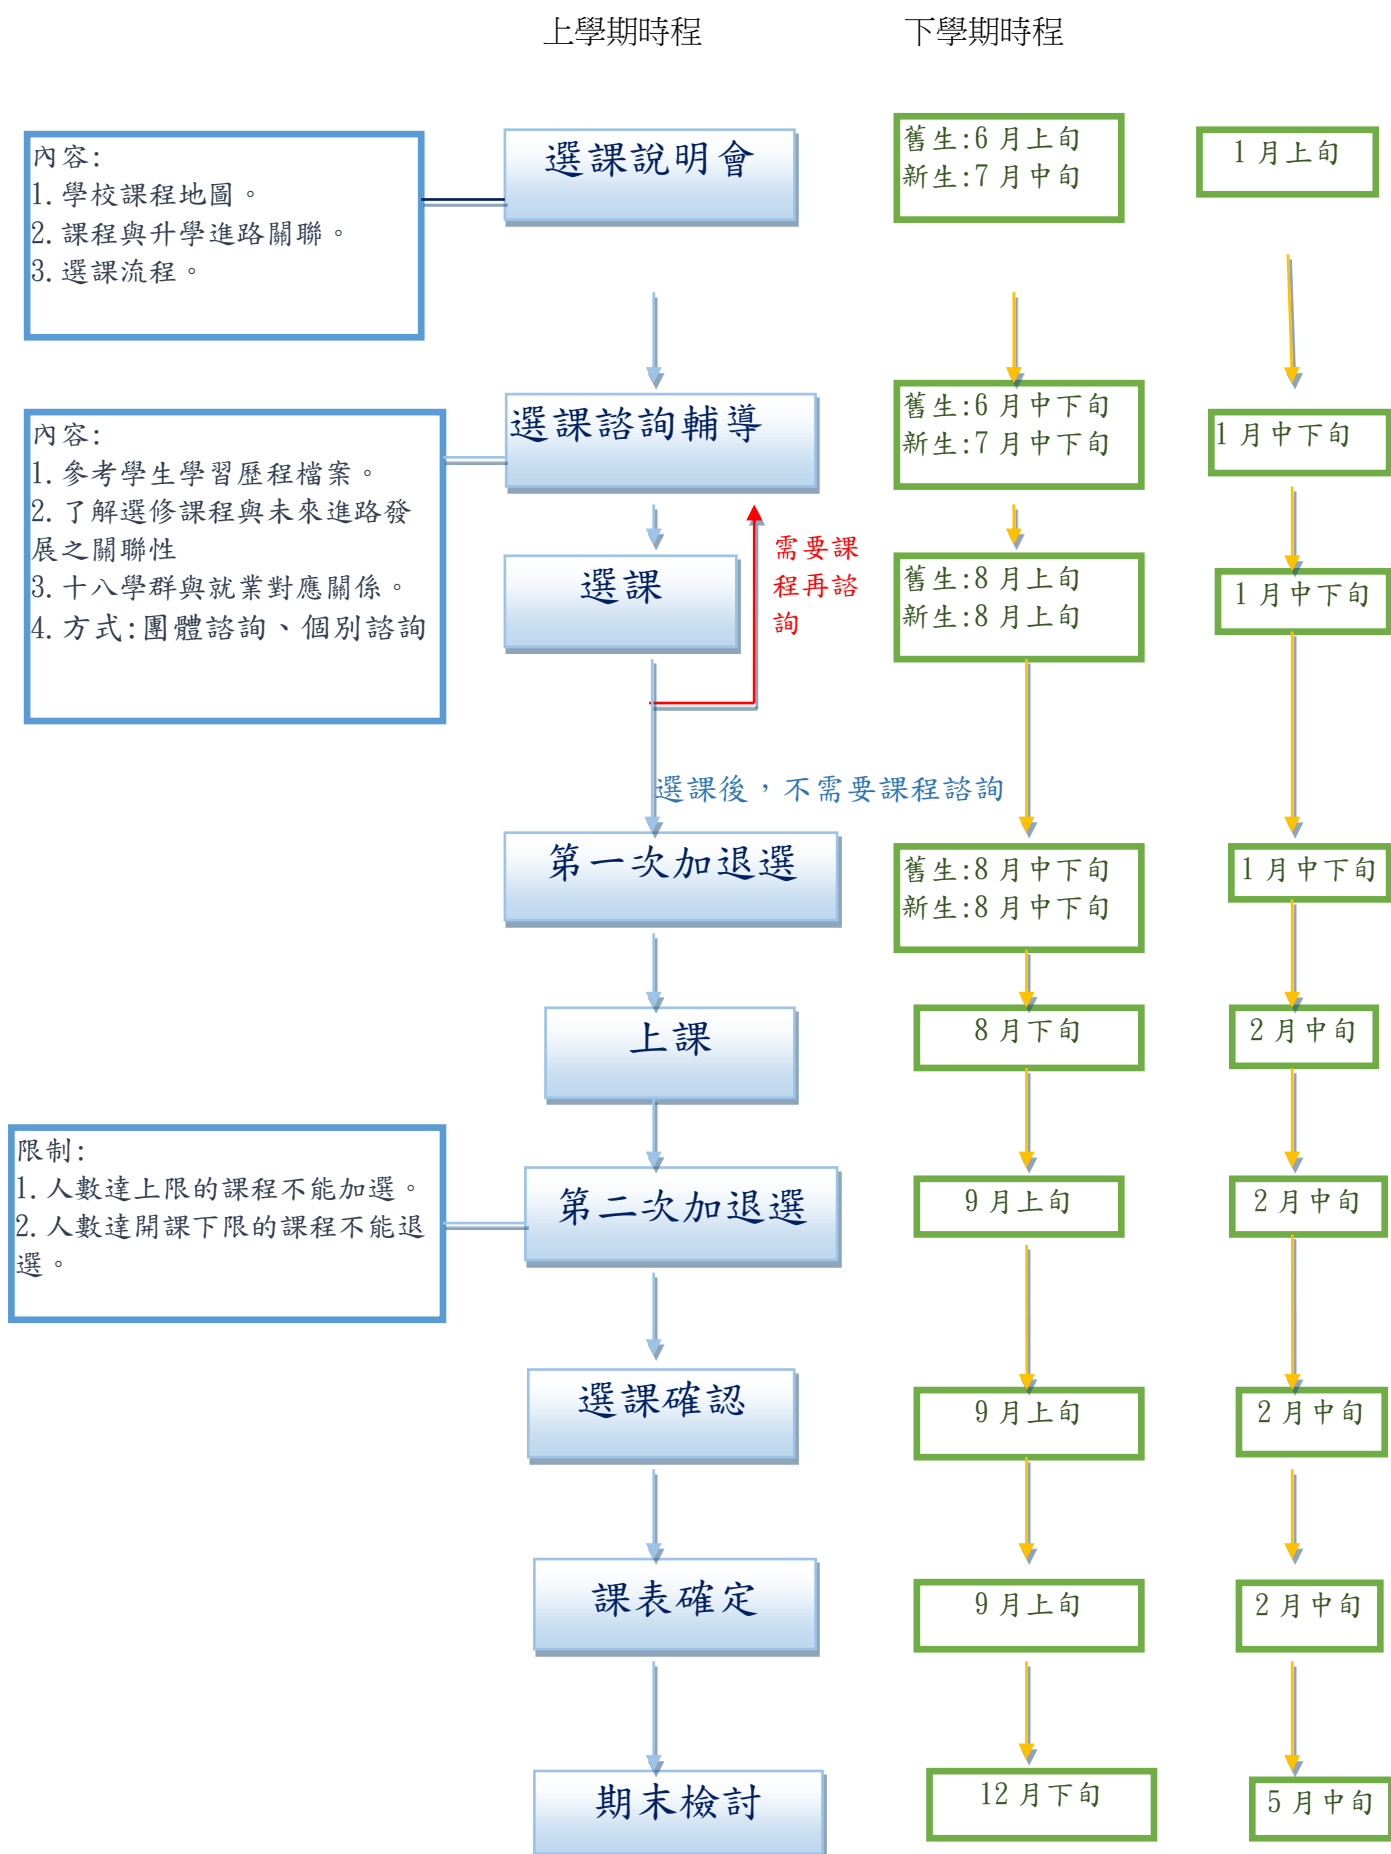 上學期時程
下學期時程
內容:
1.學校課程地圖。
2.課程與升學進路關聯。
3.選課流程。
選課說明會
舊生:6月上旬
新生:7月中旬
1月上旬
內容:
1.參考學生學習歷程檔案。
2.了解選修課程與未來進路發
展之關聯性
3.十八學群與就業對應關係。
4.方式:團體諮詢、個別諮詢
選課諮詢輔導
舊生:6月中下旬
新生:7月中下旬
1月中下旬
選課
需要課
程再諮
詢
舊生:8月上旬
新生:8月上旬
1月中下旬
選課後，不需要課程諮詢
第一次加退選
舊生:8月中下旬
新生:8月中下旬
1月中下旬
上課
8月下旬
2月中旬
限制:
1.人數達上限的課程不能加選。
2.人數達開課下限的課程不能退
選。
第二次加退選
9月上旬
2月中旬
選課確認
9月上旬
2月中旬
課表確定
9月上旬
2月中旬
期末檢討
12月下旬
5月中旬